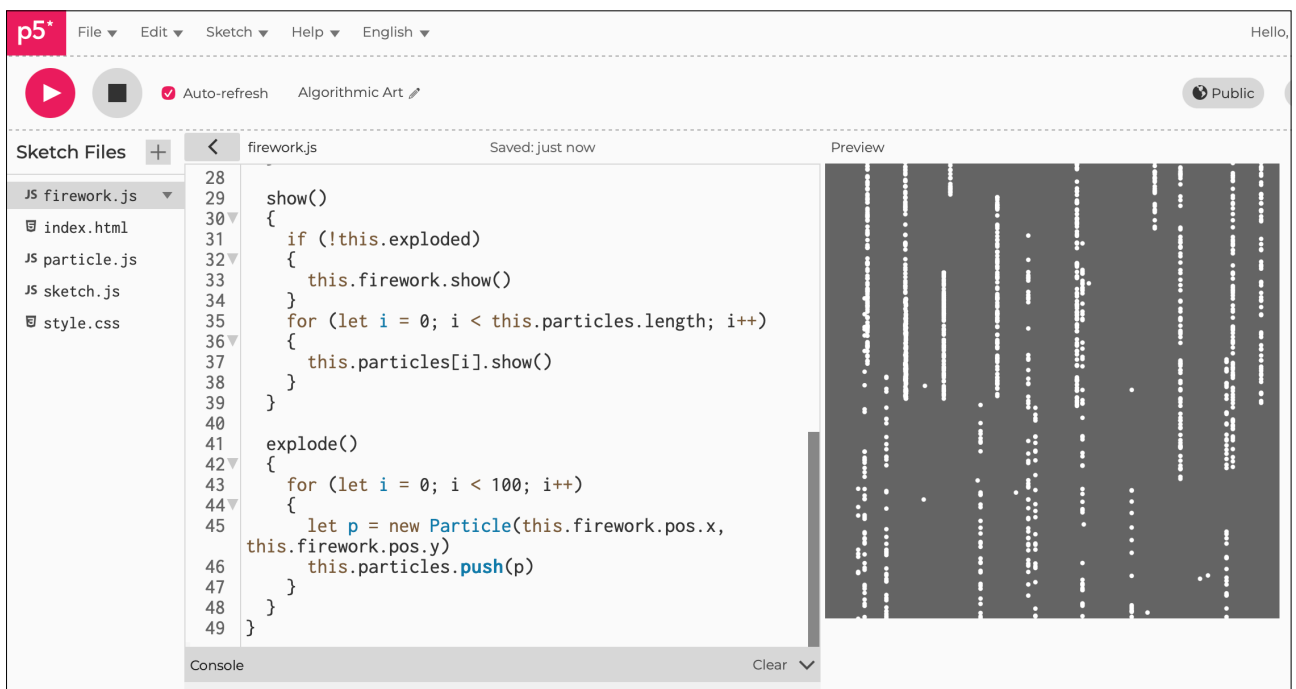 p5* File Edit Sketch Help English Hello,
Auto-refresh Algorithmic Art Public
Sketch Files + firework.js Saved: just now Preview
JS firework.js
index.html
JS particle.js
JS sketch.js
style.css
28
29 show()
30 {
31 if (!this.exploded)
32 {
33 this.firework.show()
34 }
35 for (let i = 0; i < this.particles.length; i++)
36 {
37 this.particles[i].show()
38 }
39 }
40
41 explode()
42 {
43 for (let i = 0; i < 100; i++)
44 {
45 let p = new Particle(this.firework.pos.x,
this.firework.pos.y)
46 this.particles.push(p)
47 }
48 }
49 }
Console Clear